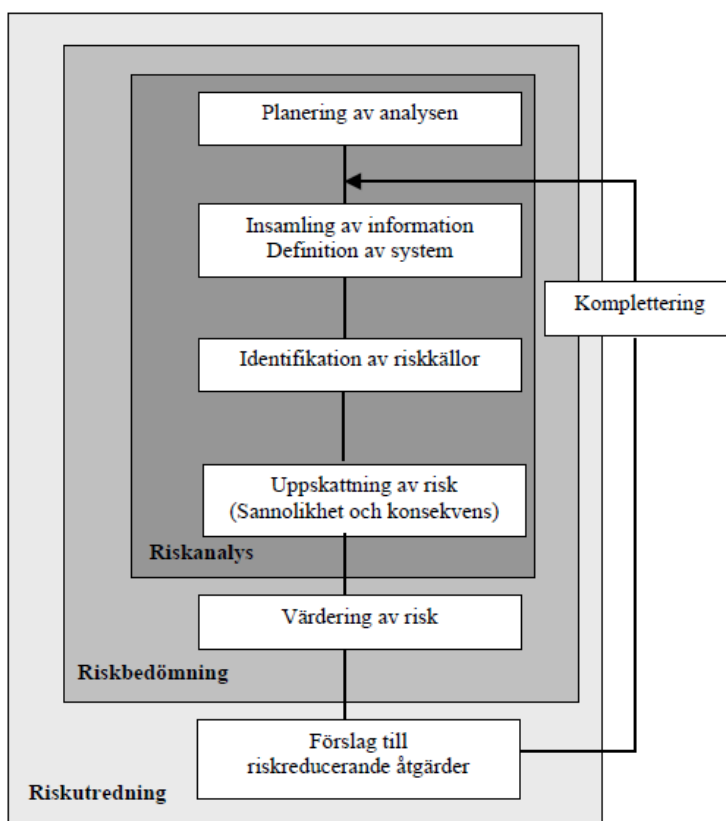 Planering av analysen
Insamling av information
Definition av system
Komplettering
Identifikation av riskkällor
Uppskattning av risk
(Sannolikhet och konsekvens)
Riskanalys
Värdering av risk
Riskbedömning
Förslag till
riskreducerande åtgärder
Riskutredning